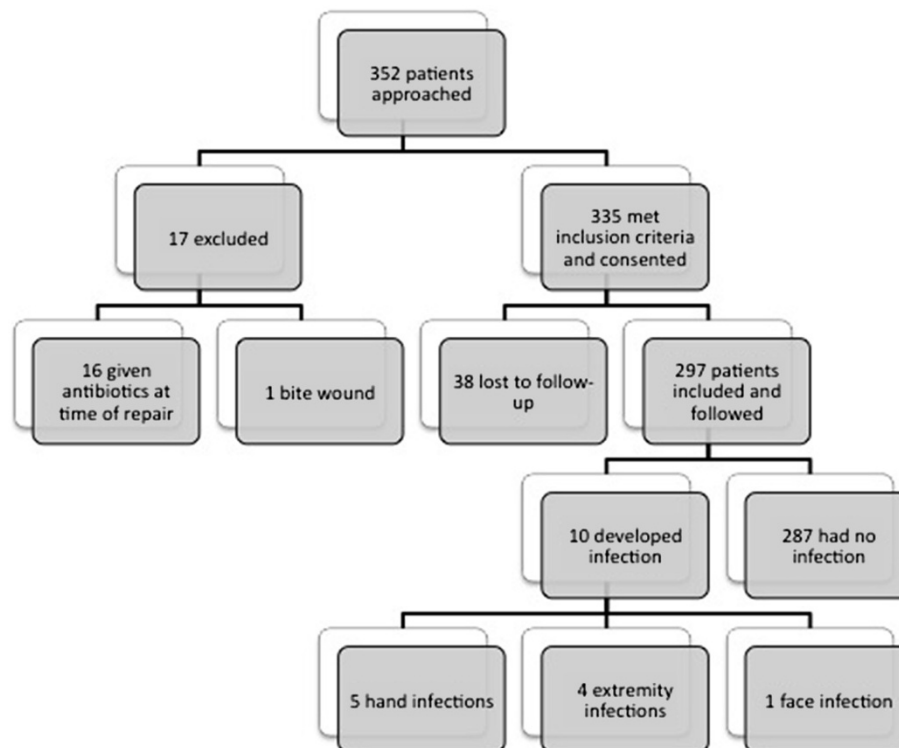 352 patients
approached
17 excluded
335 met
inclusion criteria
and consented
16 given
antibiotics at
time of repair
1 bite wound
38 lost to follow-
up
297 patients
included and
followed
10 developed
infection
287 had no
infection
5 hand infections
4 extremity
infections
1 face infection